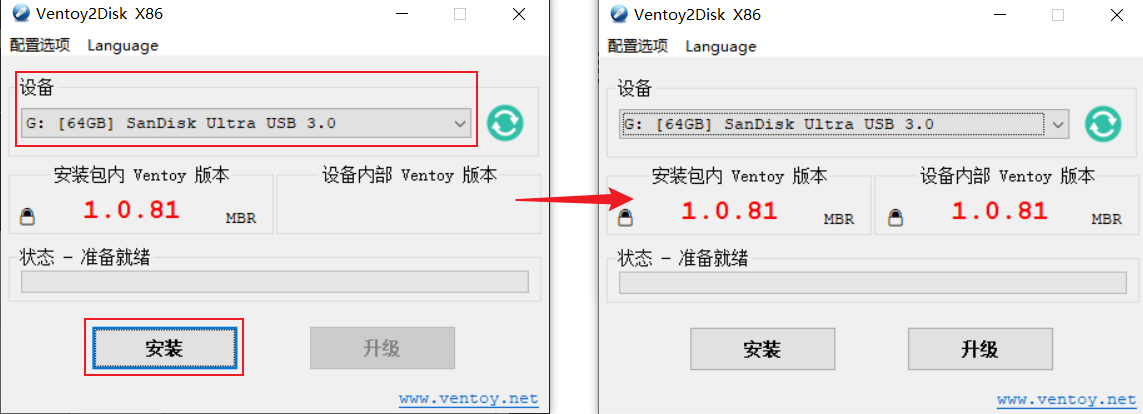 Ventoy2Disk X86
配置选项 Language
设备
G: [64GB] SanDisk Ultra USB 3.0
安装包内 Ventoy 版本
设备内部 Ventoy 版本
1.0.81 MBR
状态 - 准备就绪
安装
升级
www.ventoy.net
Ventoy2Disk X86
配置选项 Language
设备
G: [64GB] SanDisk Ultra USB 3.0
安装包内 Ventoy 版本
设备内部 Ventoy 版本
1.0.81 MBR
1.0.81 MBR
状态 - 准备就绪
安装
升级
www.ventoy.net